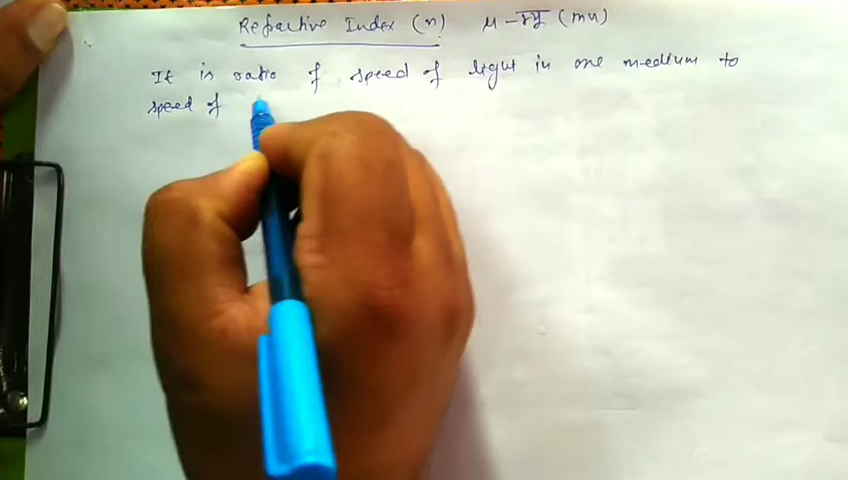 Refractive Index (n) μ - म्यू (mu)
It is ratio of speed of light in one medium to
speed of